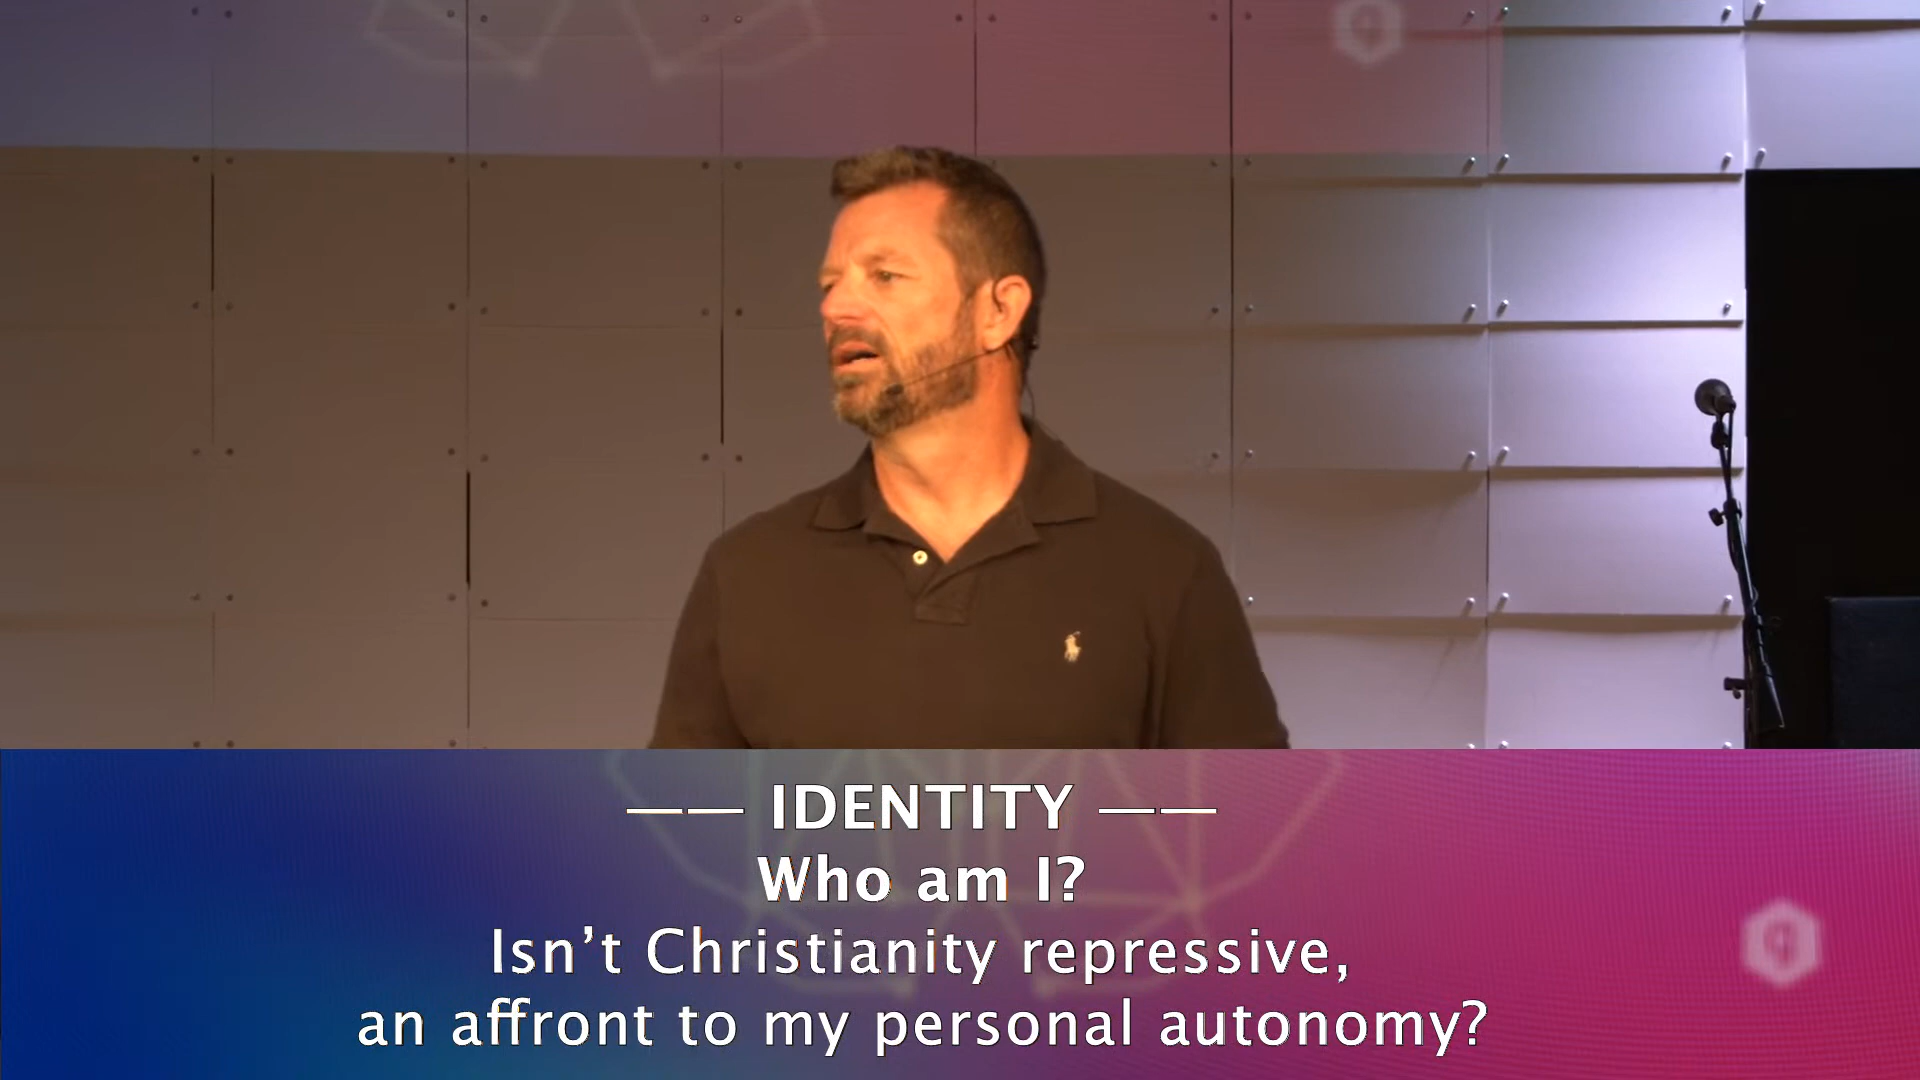 —— IDENTITY ——
Who am I?
Isn’t Christianity repressive,
an affront to my personal autonomy?